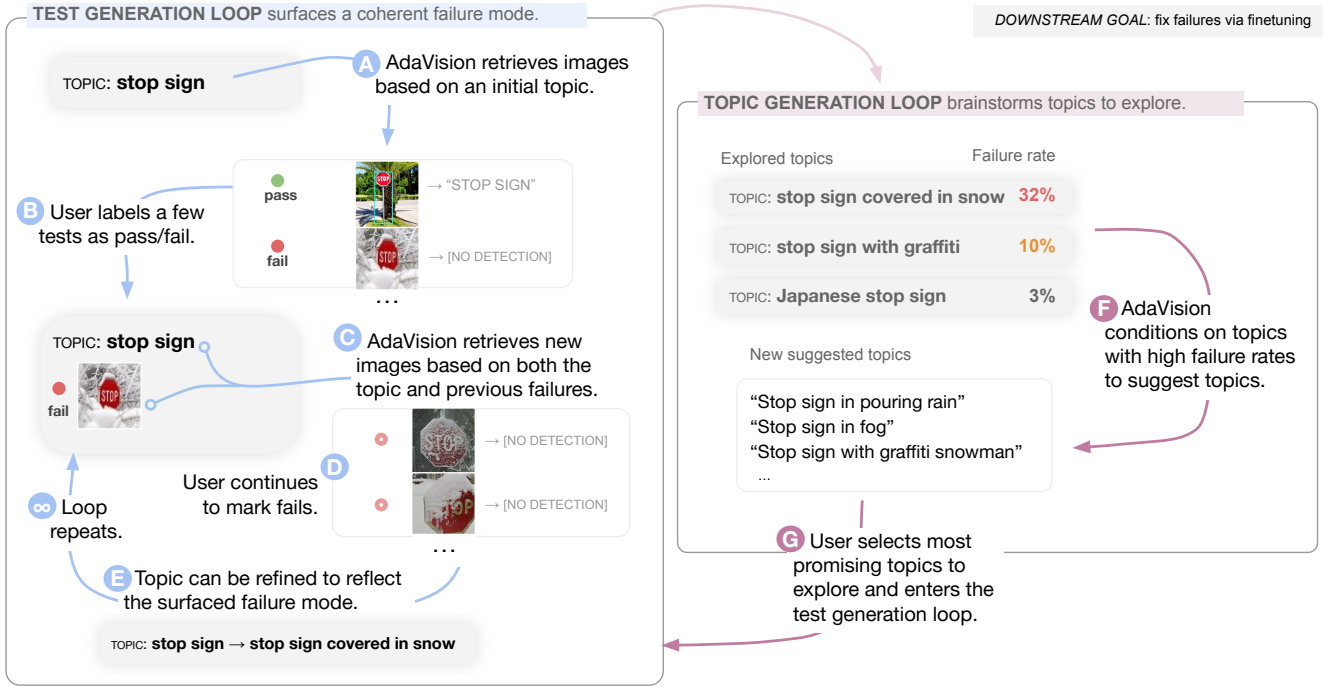 TEST GENERATION LOOP surfaces a coherent failure mode.
DOWNSTREAM GOAL: fix failures via finetuning
TOPIC: stop sign
A AdaVision retrieves images
based on an initial topic.
pass
STOP
→ “STOP SIGN”
fail
STOP
→ [NO DETECTION]
...
B User labels a few
tests as pass/fail.
TOPIC: stop sign
fail
STOP
C AdaVision retrieves new
images based on both the
topic and previous failures.
STOP
→ [NO DETECTION]
TOP
→ [NO DETECTION]
...
D User continues
to mark fails.
∞ Loop
repeats.
E Topic can be refined to reflect
the surfaced failure mode.
TOPIC: stop sign → stop sign covered in snow
TOPIC GENERATION LOOP brainstorms topics to explore.
Explored topics Failure rate
TOPIC: stop sign covered in snow 32%
TOPIC: stop sign with graffiti 10%
TOPIC: Japanese stop sign 3%
F AdaVision
conditions on topics
with high failure rates
to suggest topics.
New suggested topics
“Stop sign in pouring rain”
“Stop sign in fog”
“Stop sign with graffiti snowman”
...
G User selects most
promising topics to
explore and enters the
test generation loop.